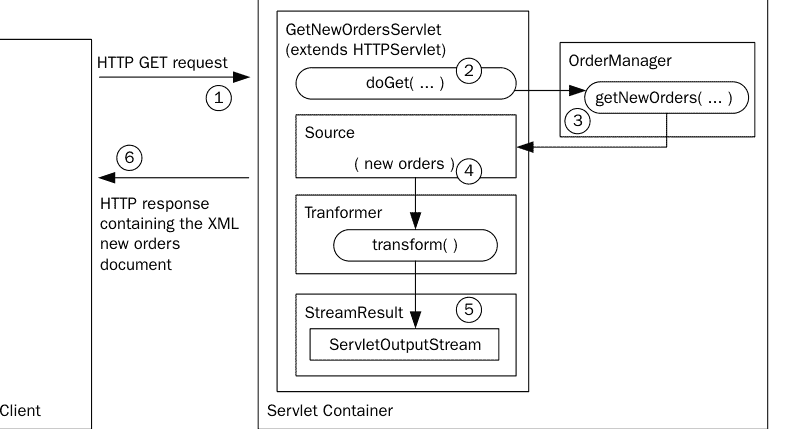 HTTP GET request
1
6
HTTP response
containing the XML
new orders
document
Client
GetNewOrdersServlet
(extends HTTPServlet)
2
doGet( ... )
OrderManager
getNewOrders( ... )
3
Source
( new orders )
4
Tranformer
transform( )
StreamResult
5
ServletOutputStream
Servlet Container